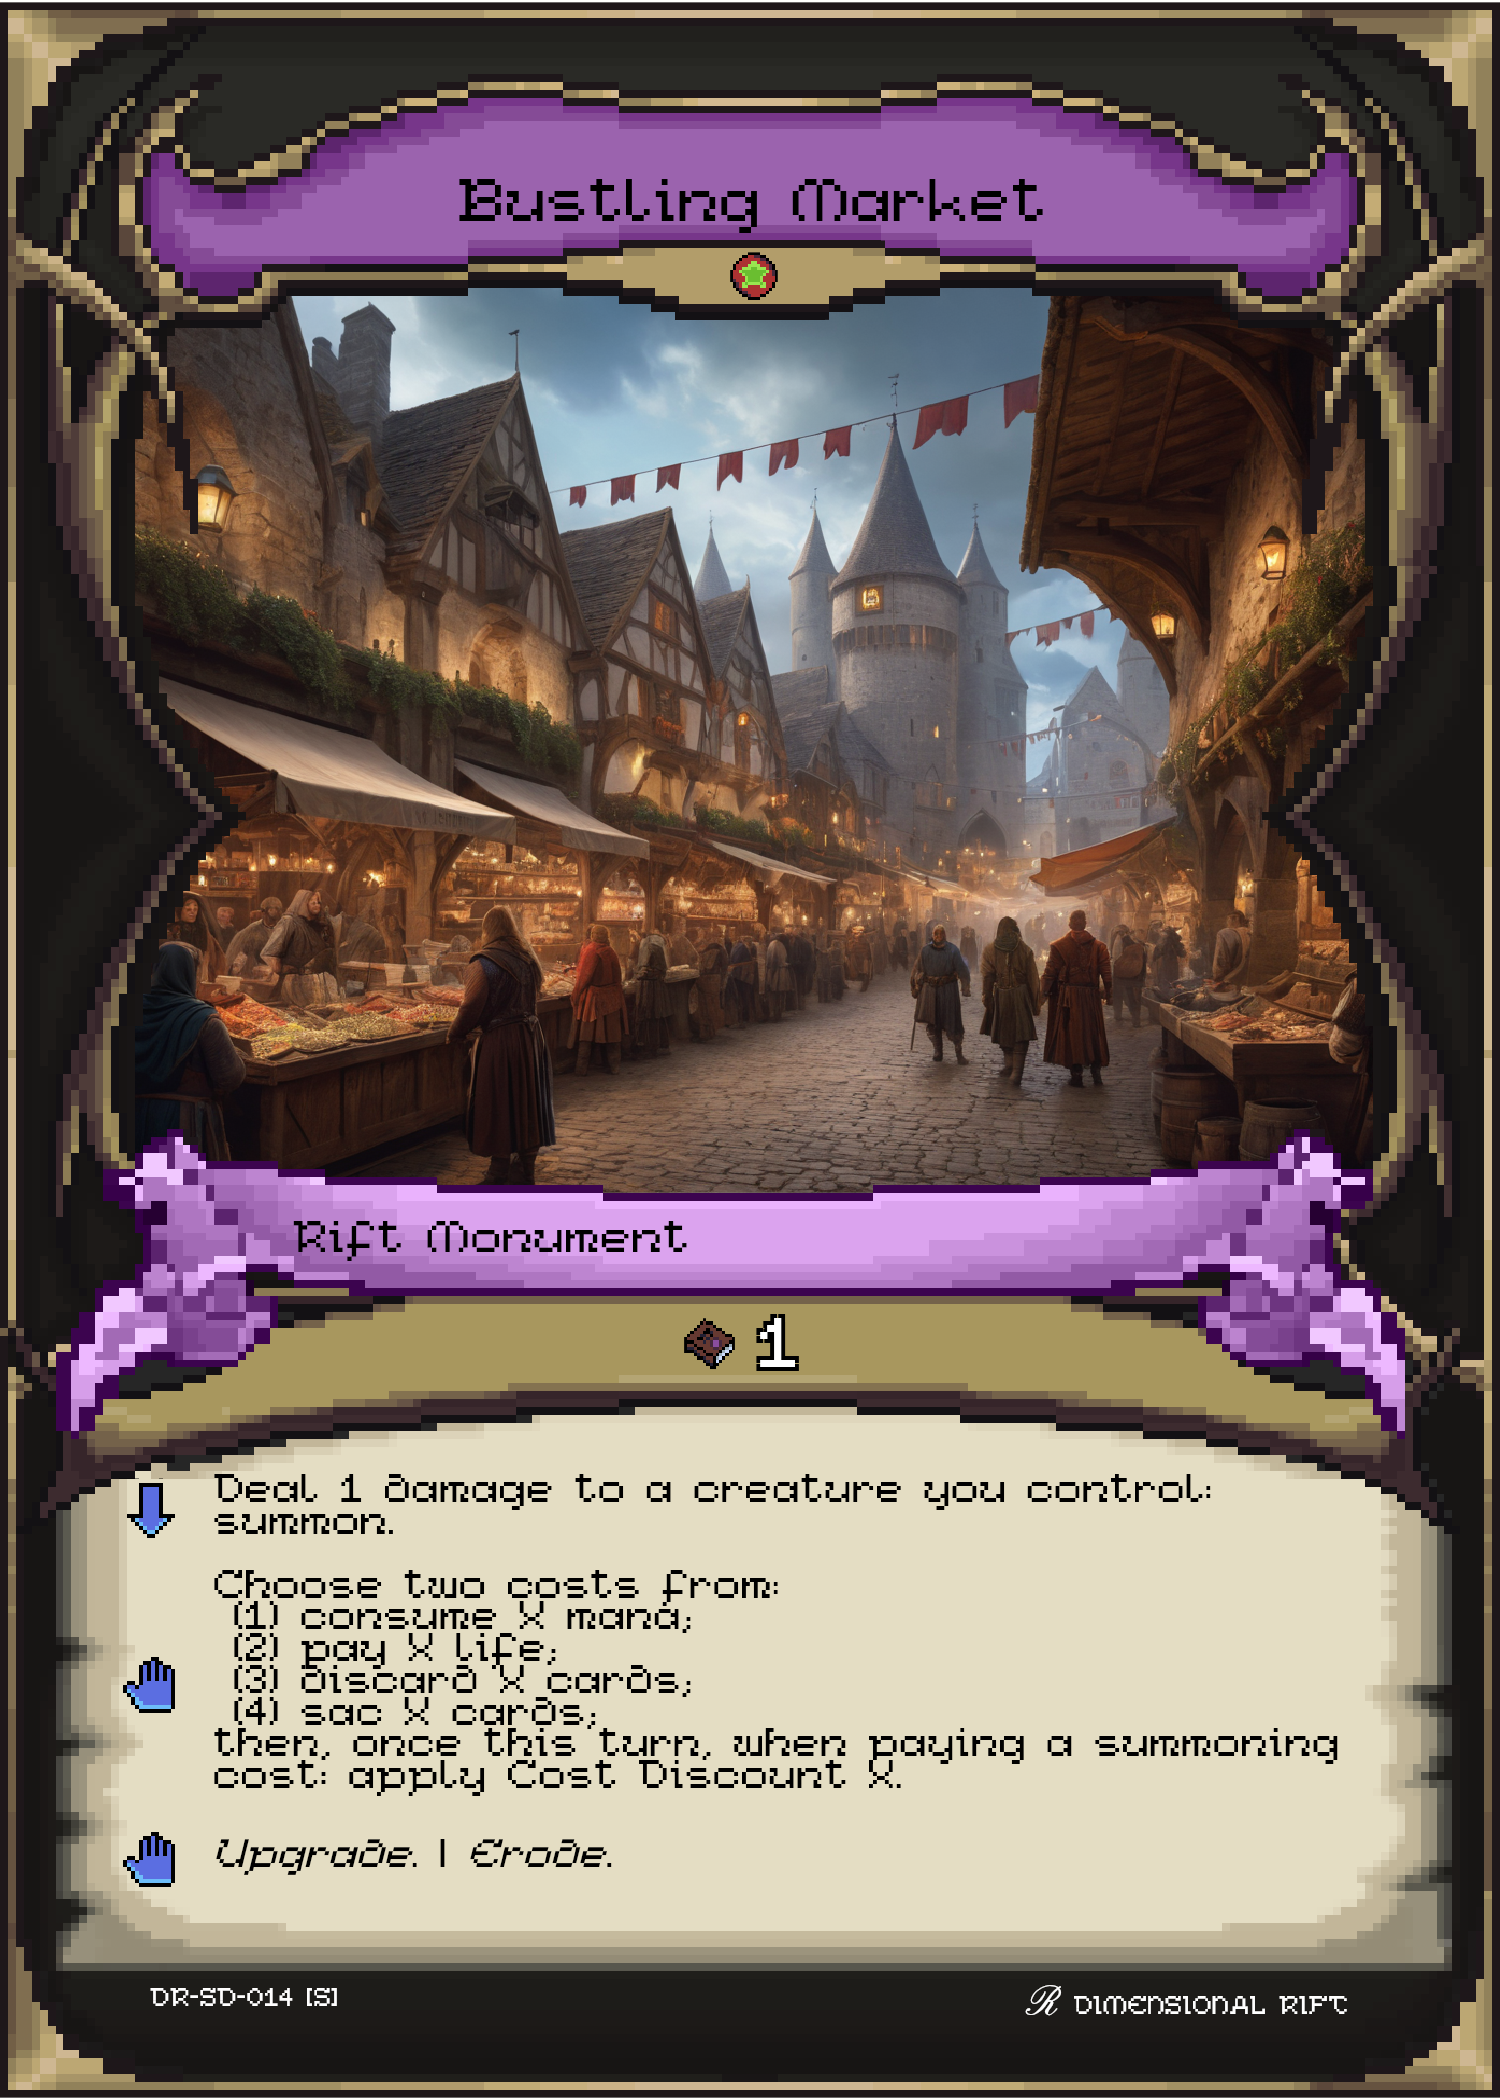 Bustling Market
Rift Monument
1
Deal 1 damage to a creature you control:
summon.
Choose two costs from:
(1) consume X mana;
(2) pay X life;
(3) discard X cards;
(4) sac X cards;
then, once this turn, when paying a summoning
cost: apply Cost Discount X.
Upgrade. | Erode.
DR-SD-014 [S]
R DIMENSIONAL RIFT